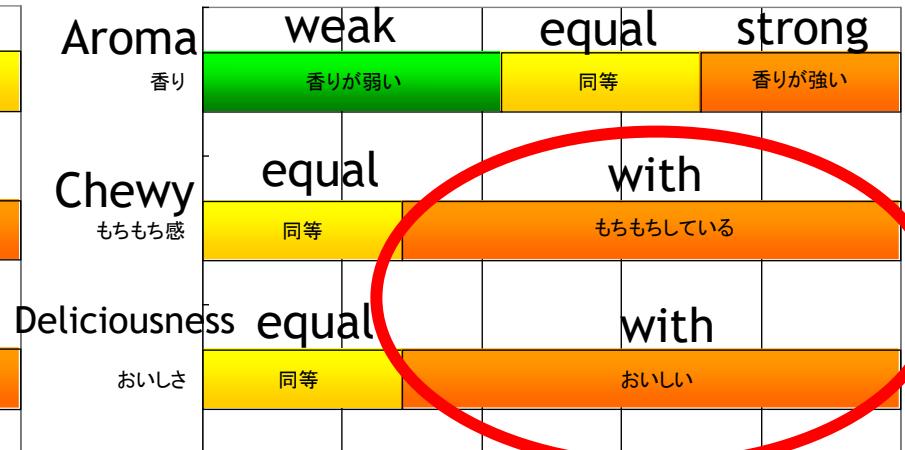 Aroma weak equal strong
香り 香りが弱い 同等 香りが強い
Chewy equal with
もちもち感 同等 もちもちしている
Deliciousness equal with
おいしさ 同等 おいしい